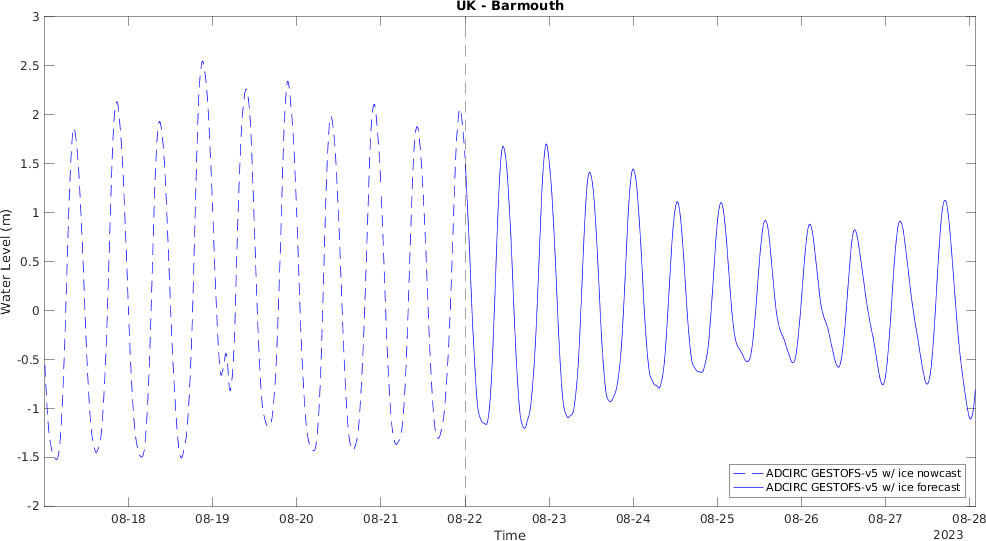 UK - Barmouth
3
2.5
2
1.5
1
0.5
0
-0.5
-1
-1.5
-2
Water Level (m)
08-18 08-19 08-20 08-21 08-22 08-23 08-24 08-25 08-26 08-27 08-28
Time
2023
ADCIRC GESTOFS-v5 w/ ice nowcast
ADCIRC GESTOFS-v5 w/ ice forecast